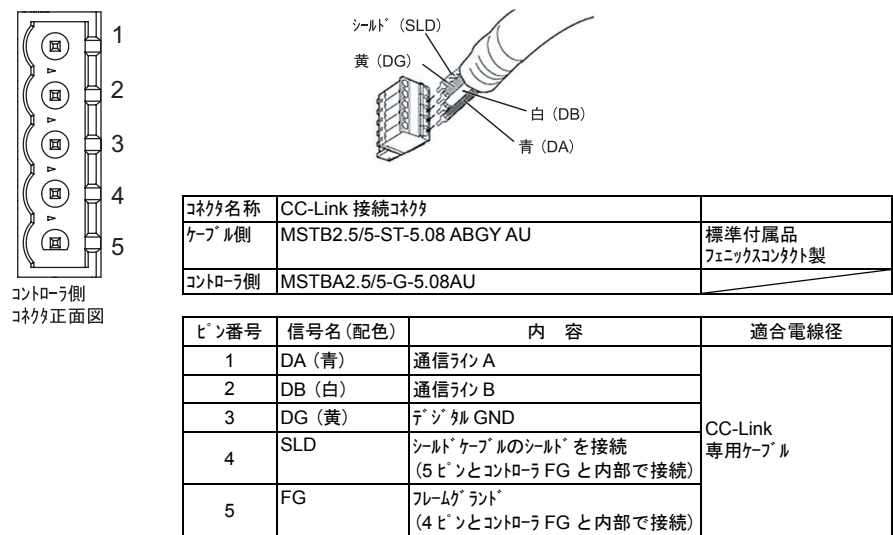 1
2
3
4
5
コントローラ側
コネクタ正面図
シールド (SLD)
黄 (DG)
白 (DB)
青 (DA)
コネクタ名称 CC-Link 接続コネクタ
ケーブル側 MSTB2.5/5-ST-5.08 ABGY AU 標準付属品
フェニックスコンタクト製
コントローラ側 MSTBA2.5/5-G-5.08AU
ピン番号 信号名(配色) 内 容 適合電線径
1 DA (青) 通信ライン A
2 DB (白) 通信ライン B
3 DG (黄) デジタル GND
CC-Link
専用ケーブル
4 SLD シールドケーブルのシールドを接続
(5 ピンとコントローラ FG と内部で接続)
5 FG フレームグランド
(4 ピンとコントローラ FG と内部で接続)